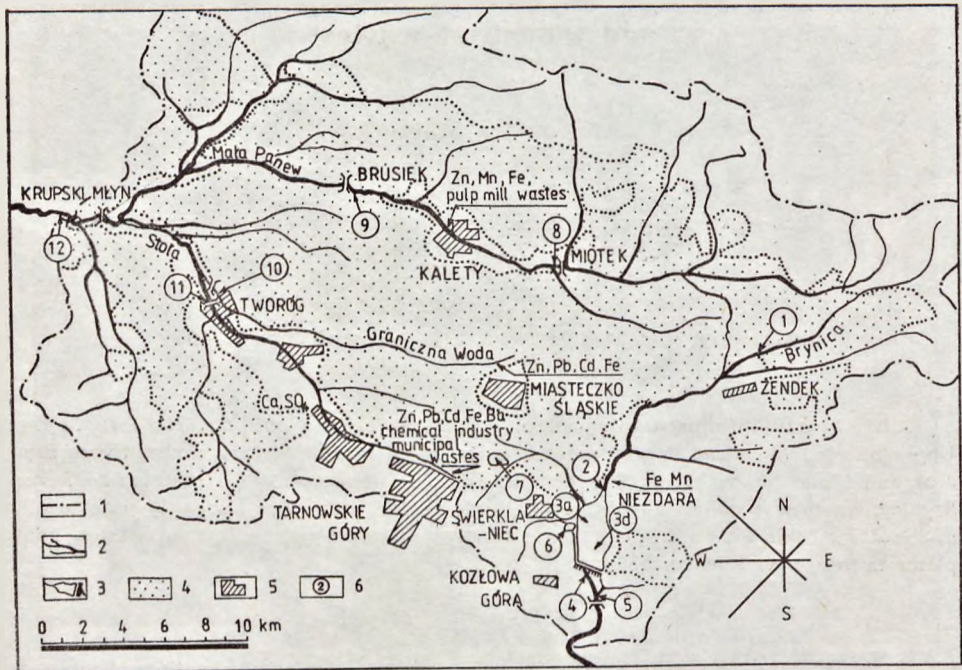 Mała Panew
BRUSIEK
Zn, Mn, Fe,
pulp mill wastes
KRUPSKI MŁYN
9
8
MIOTEK
12
KALETY
Stoła
10
11
TWORÓG
1
Brynica
Graniczna Woda
Zn, Pb, Cd, Fe
MIASTECZKO
ŚLĄSKIE
ŻENDEK
Zn, Pb, Cd, Fe, Ba
chemical industry
municipal
wastes
7
2
Fe Mn
NIEZDARA
TARNOWSKIE
GÓRY
ŚWIERKLA
-NIEC
3a
3d
6
KOZŁOWA
GÓRA
4
5
N
W
E
S
1
2
3
4
5
② 6
0 2 4 6 8 10 km